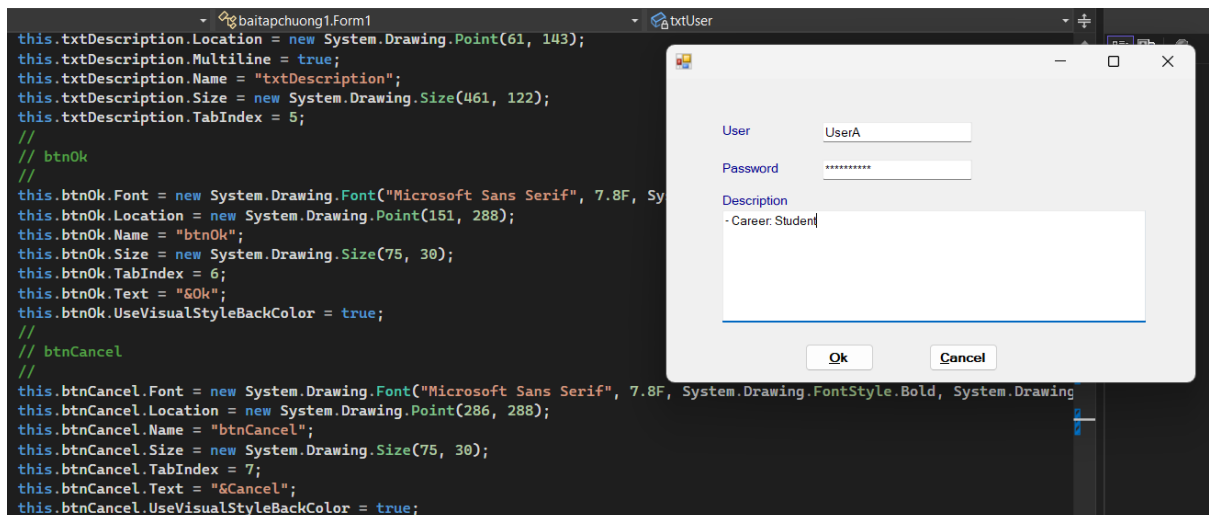 baitapchuong1.Form1
txtUser
this.txtDescription.Location = new System.Drawing.Point(61, 143);
this.txtDescription.Multiline = true;
this.txtDescription.Name = "txtDescription";
this.txtDescription.Size = new System.Drawing.Size(461, 122);
this.txtDescription.TabIndex = 5;
//
// btnOk
//
this.btnOk.Font = new System.Drawing.Font("Microsoft Sans Serif", 7.8F, Sy
this.btnOk.Location = new System.Drawing.Point(151, 288);
this.btnOk.Name = "btnOk";
this.btnOk.Size = new System.Drawing.Size(75, 30);
this.btnOk.TabIndex = 6;
this.btnOk.Text = "&Ok";
this.btnOk.UseVisualStyleBackColor = true;
//
// btnCancel
//
this.btnCancel.Font = new System.Drawing.Font("Microsoft Sans Serif", 7.8F, System.Drawing.FontStyle.Bold, System.Drawing
this.btnCancel.Location = new System.Drawing.Point(286, 288);
this.btnCancel.Name = "btnCancel";
this.btnCancel.Size = new System.Drawing.Size(75, 30);
this.btnCancel.TabIndex = 7;
this.btnCancel.Text = "&Cancel";
this.btnCancel.UseVisualStyleBackColor = true;
User UserA
Password **********
Description
- Career: Student
Ok Cancel